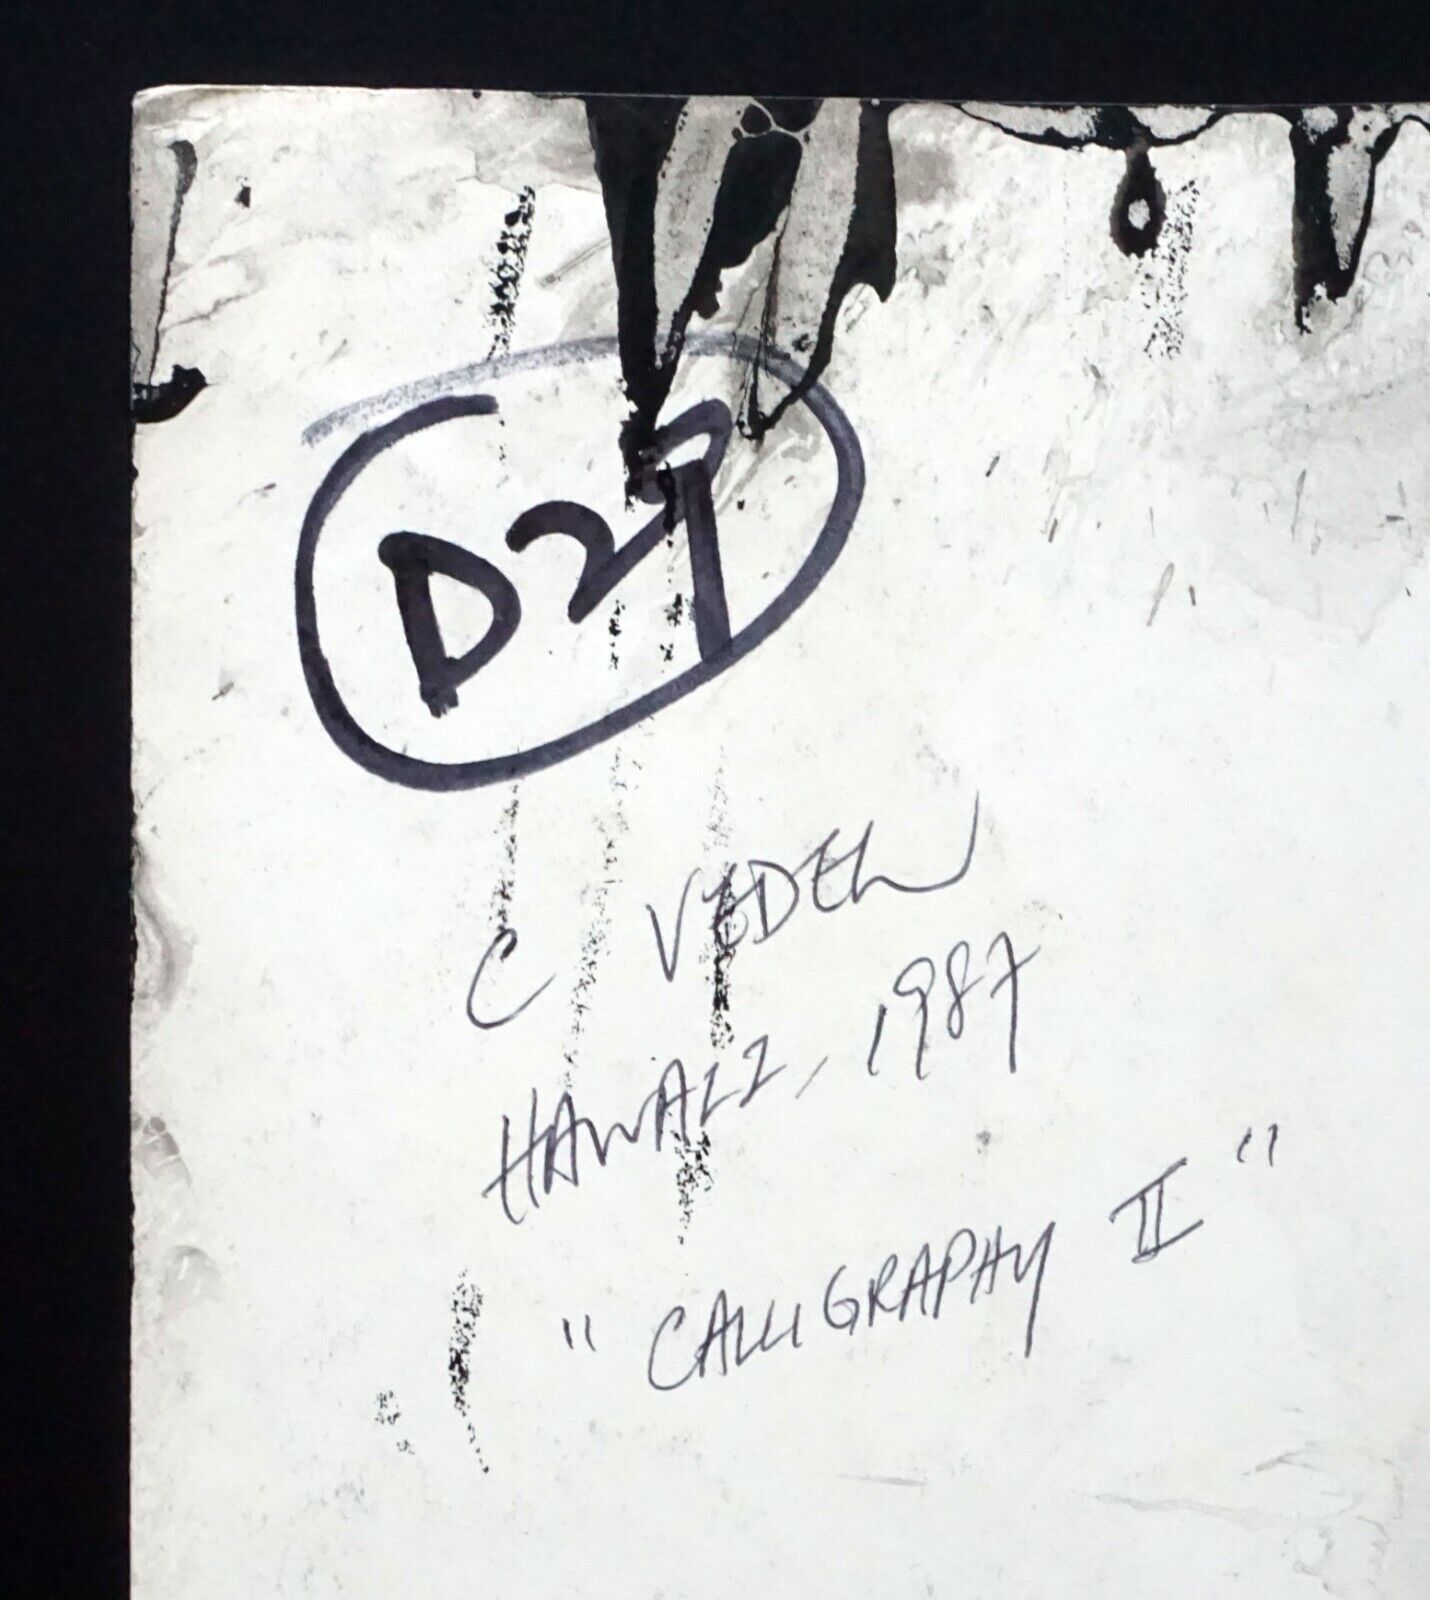 D29
C VEDEL
HAWAII, 1987
"CALLIGRAPHY II"